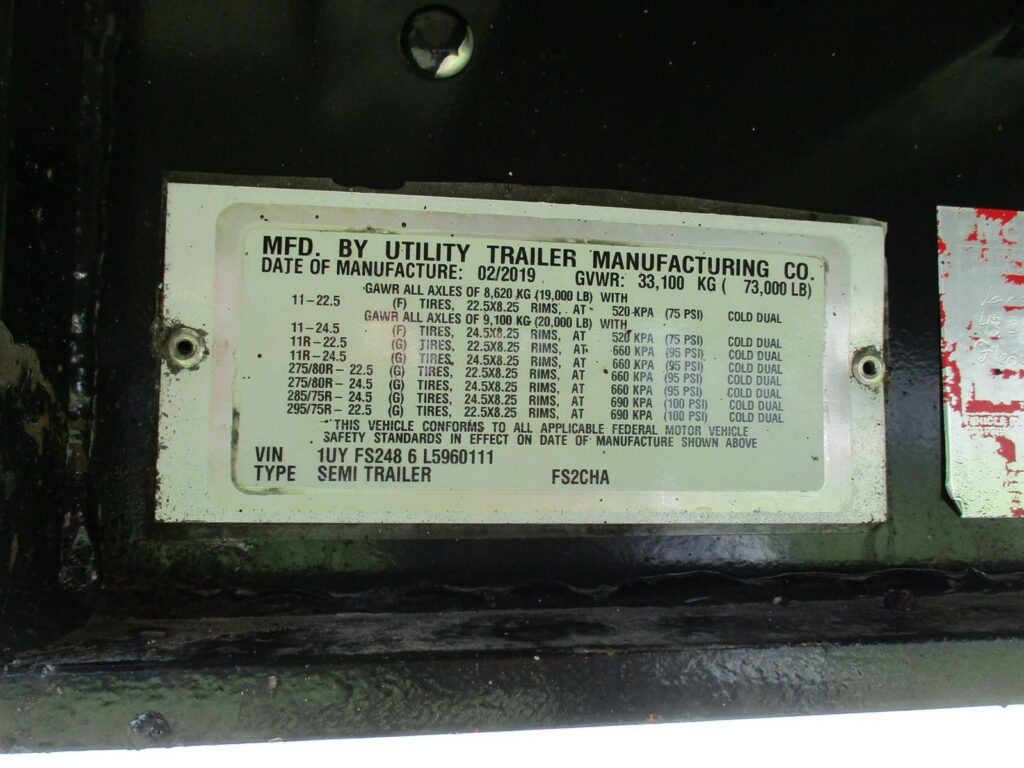 MFD. BY UTILITY TRAILER MANUFACTURING CO.
DATE OF MANUFACTURE: 02/2019 GVWR: 33,100 KG ( 73,000 LB)
GAWR ALL AXLES OF 8,620 KG (19,000 LB) WITH
11-22.5 (F) TIRES, 22.5X8.25 RIMS, AT 520 KPA (75 PSI) COLD DUAL
GAWR ALL AXLES OF 9,100 KG (20,000 LB) WITH
11-24.5 (F) TIRES, 24.5X8.25 RIMS, AT 520 KPA (75 PSI) COLD DUAL
11R-22.5 (G) TIRES, 22.5X8.25 RIMS, AT 660 KPA (95 PSI) COLD DUAL
11R-24.5 (G) TIRES, 24.5X8.25 RIMS, AT 660 KPA (95 PSI) COLD DUAL
275/80R-22.5 (G) TIRES, 22.5X8.25 RIMS, AT 660 KPA (95 PSI) COLD DUAL
275/80R-24.5 (G) TIRES, 24.5X8.25 RIMS, AT 660 KPA (95 PSI) COLD DUAL
285/75R-24.5 (G) TIRES, 24.5X8.25 RIMS, AT 690 KPA (100 PSI) COLD DUAL
295/75R-22.5 (G) TIRES, 22.5X8.25 RIMS, AT 690 KPA (100 PSI) COLD DUAL
THIS VEHICLE CONFORMS TO ALL APPLICABLE FEDERAL MOTOR VEHICLE
SAFETY STANDARDS IN EFFECT ON DATE OF MANUFACTURE SHOWN ABOVE
VIN 1UY FS248 6 L5960111
TYPE SEMI TRAILER FS2CHA
VEHICLE